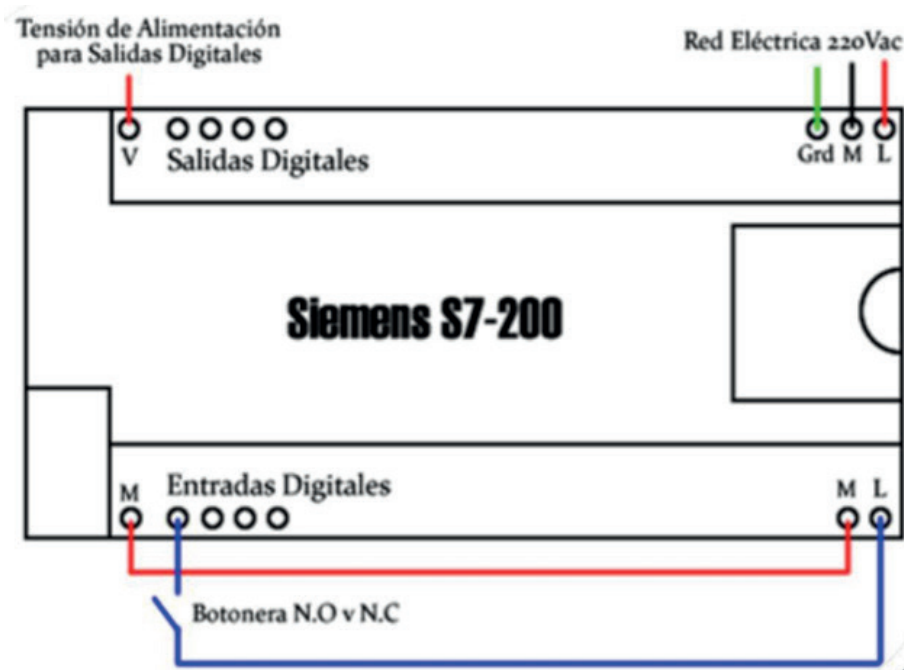 Tensión de Alimentación
para Salidas Digitales
Red Eléctrica 220Vac
V
Salidas Digitales
Grd M L
Siemens S7-200
M
Entradas Digitales
M L
Botonera N.O v N.C